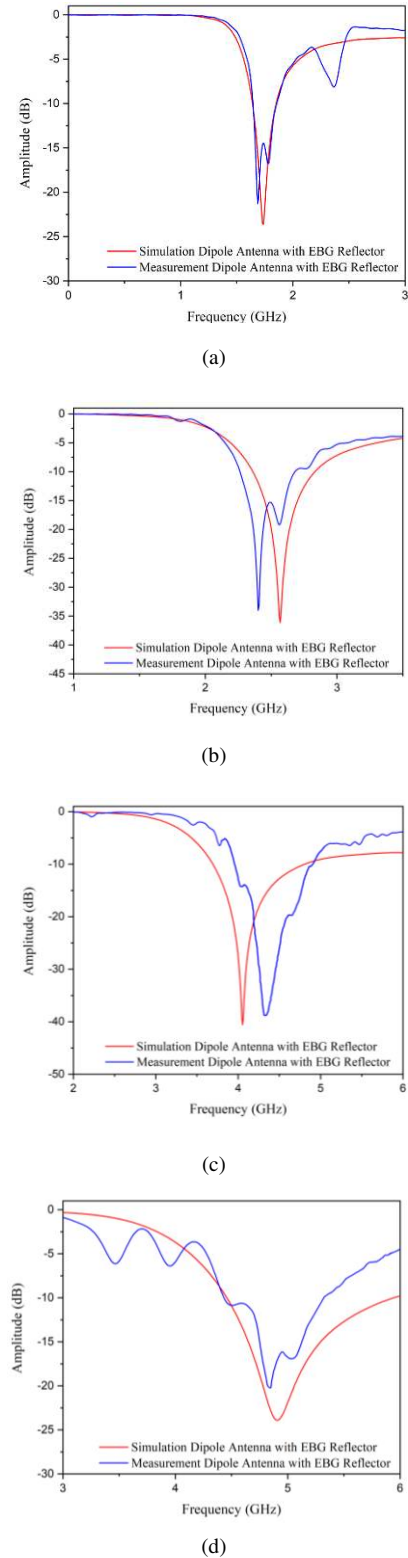 0
-5
-10
-15
-20
-25
-30
Amplitude (dB)
Simulation Dipole Antenna with EBG Reflector
Measurement Dipole Antenna with EBG Reflector
0 1 2 3
Frequency (GHz)
(a)
0
-5
-10
-15
-20
-25
-30
-35
-40
-45
Amplitude (dB)
Simulation Dipole Antenna with EBG Reflector
Measurement Dipole Antenna with EBG Reflector
1 2 3
Frequency (GHz)
(b)
0
-10
-20
-30
-40
-50
Amplitude (dB)
Simulation Dipole Antenna with EBG Reflector
Measurement Dipole Antenna with EBG Reflector
2 3 4 5 6
Frequency (GHz)
(c)
0
-5
-10
-15
-20
-25
-30
Amplitude (dB)
Simulation Dipole Antenna with EBG Reflector
Measurement Dipole Antenna with EBG Reflector
3 4 5 6
Frequency (GHz)
(d)